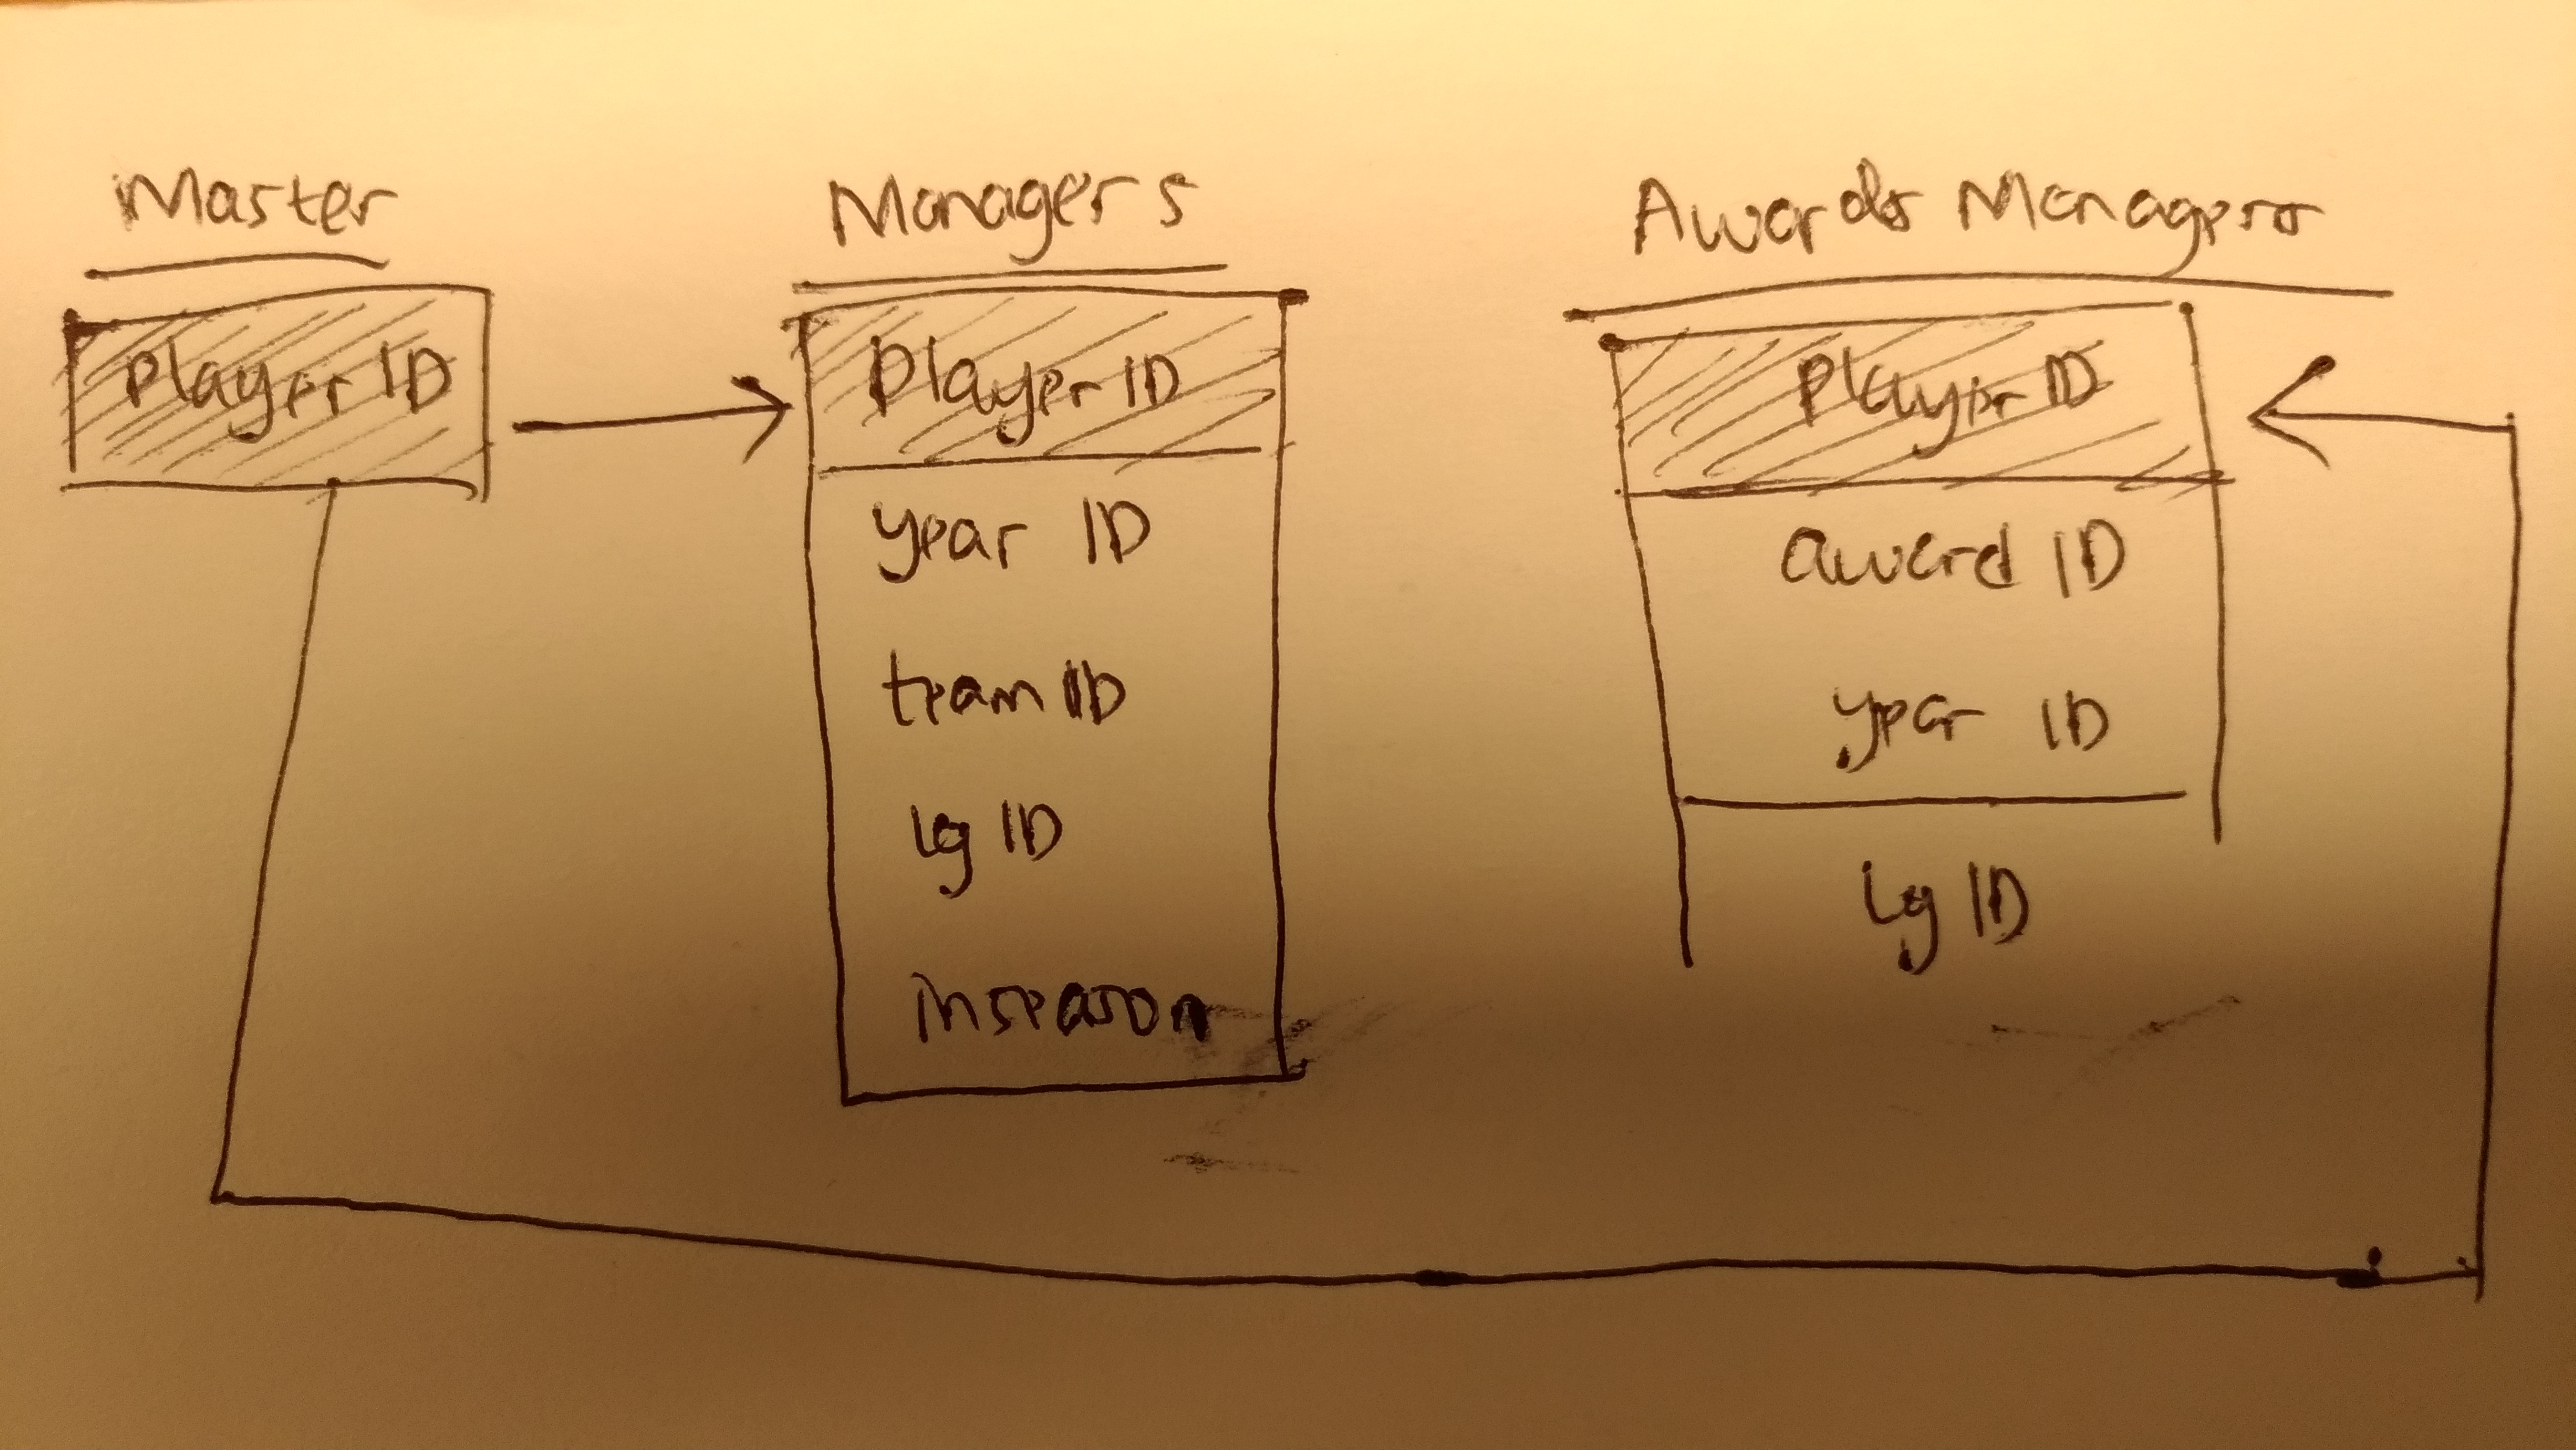 Master
Player ID
Managers
Player ID
year ID
team ID
lg ID
inseason
Awards Managers
Player ID
award ID
year ID
lg ID